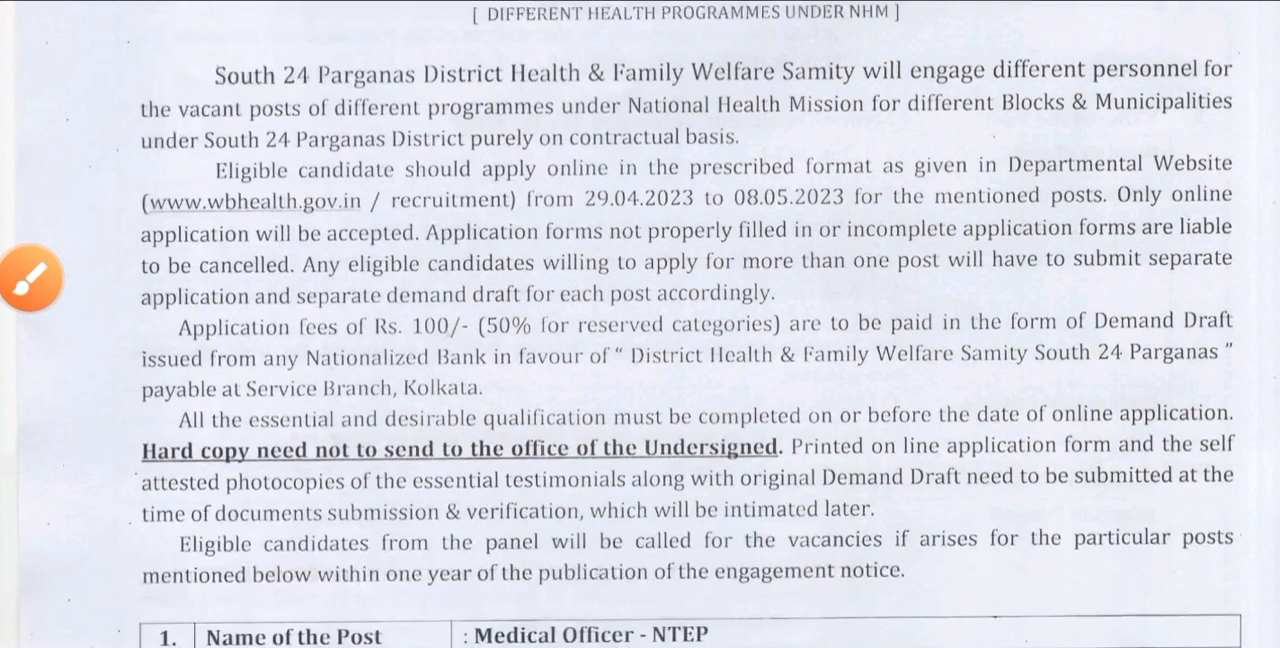 [ DIFFERENT HEALTH PROGRAMMES UNDER NHM ]
South 24 Parganas District Health & Family Welfare Samity will engage different personnel for
the vacant posts of different programmes under National Health Mission for different Blocks & Municipalities
under South 24 Parganas District purely on contractual basis.
Eligible candidate should apply online in the prescribed format as given in Departmental Website
(www.wbhealth.gov.in / recruitment) from 29.04.2023 to 08.05.2023 for the mentioned posts. Only online
application will be accepted. Application forms not properly filled in or incomplete application forms are liable
to be cancelled. Any eligible candidates willing to apply for more than one post will have to submit separate
application and separate demand draft for each post accordingly.
Application fees of Rs. 100/- (50% for reserved categories) are to be paid in the form of Demand Draft
issued from any Nationalized Bank in favour of “ District Health & Family Welfare Samity South 24 Parganas ”
payable at Service Branch, Kolkata.
All the essential and desirable qualification must be completed on or before the date of online application.
Hard copy need not to send to the office of the Undersigned. Printed on line application form and the self
attested photocopies of the essential testimonials along with original Demand Draft need to be submitted at the
time of documents submission & verification, which will be intimated later.
Eligible candidates from the panel will be called for the vacancies if arises for the particular posts
mentioned below within one year of the publication of the engagement notice.
1. Name of the Post : Medical Officer - NTEP